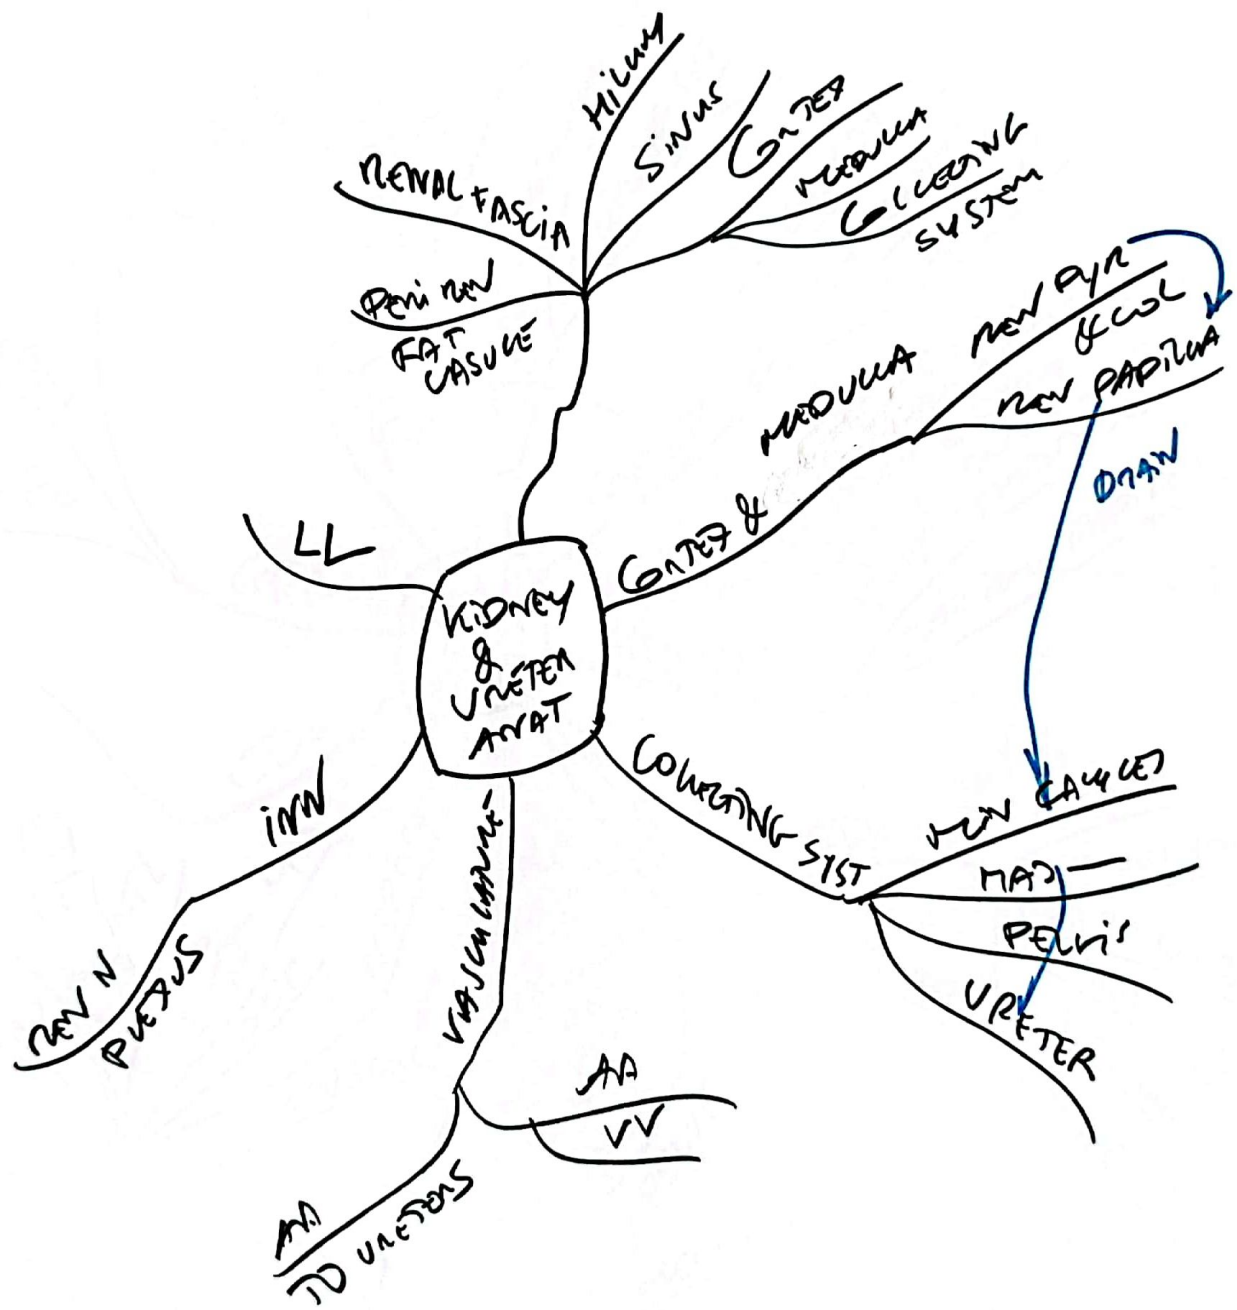 HILUM
SINUS
CORTEX
MEDULLA
COLLECTING
SYSTEM
RENAL FASCIA
PERI REN
FAT
CASULE
REN PYR
& COL
REN PAPILLA
CORTEX & MEDULLA
DRAIN
LL
KIDNEY
&
URETER
ANAT
COLLECTING SYST
MIN CALYCES
MAJ —
PELVIS
URETER
INN
REN N
PLEXUS
VASCULATURE
AA
VV
AA
TO URETERS